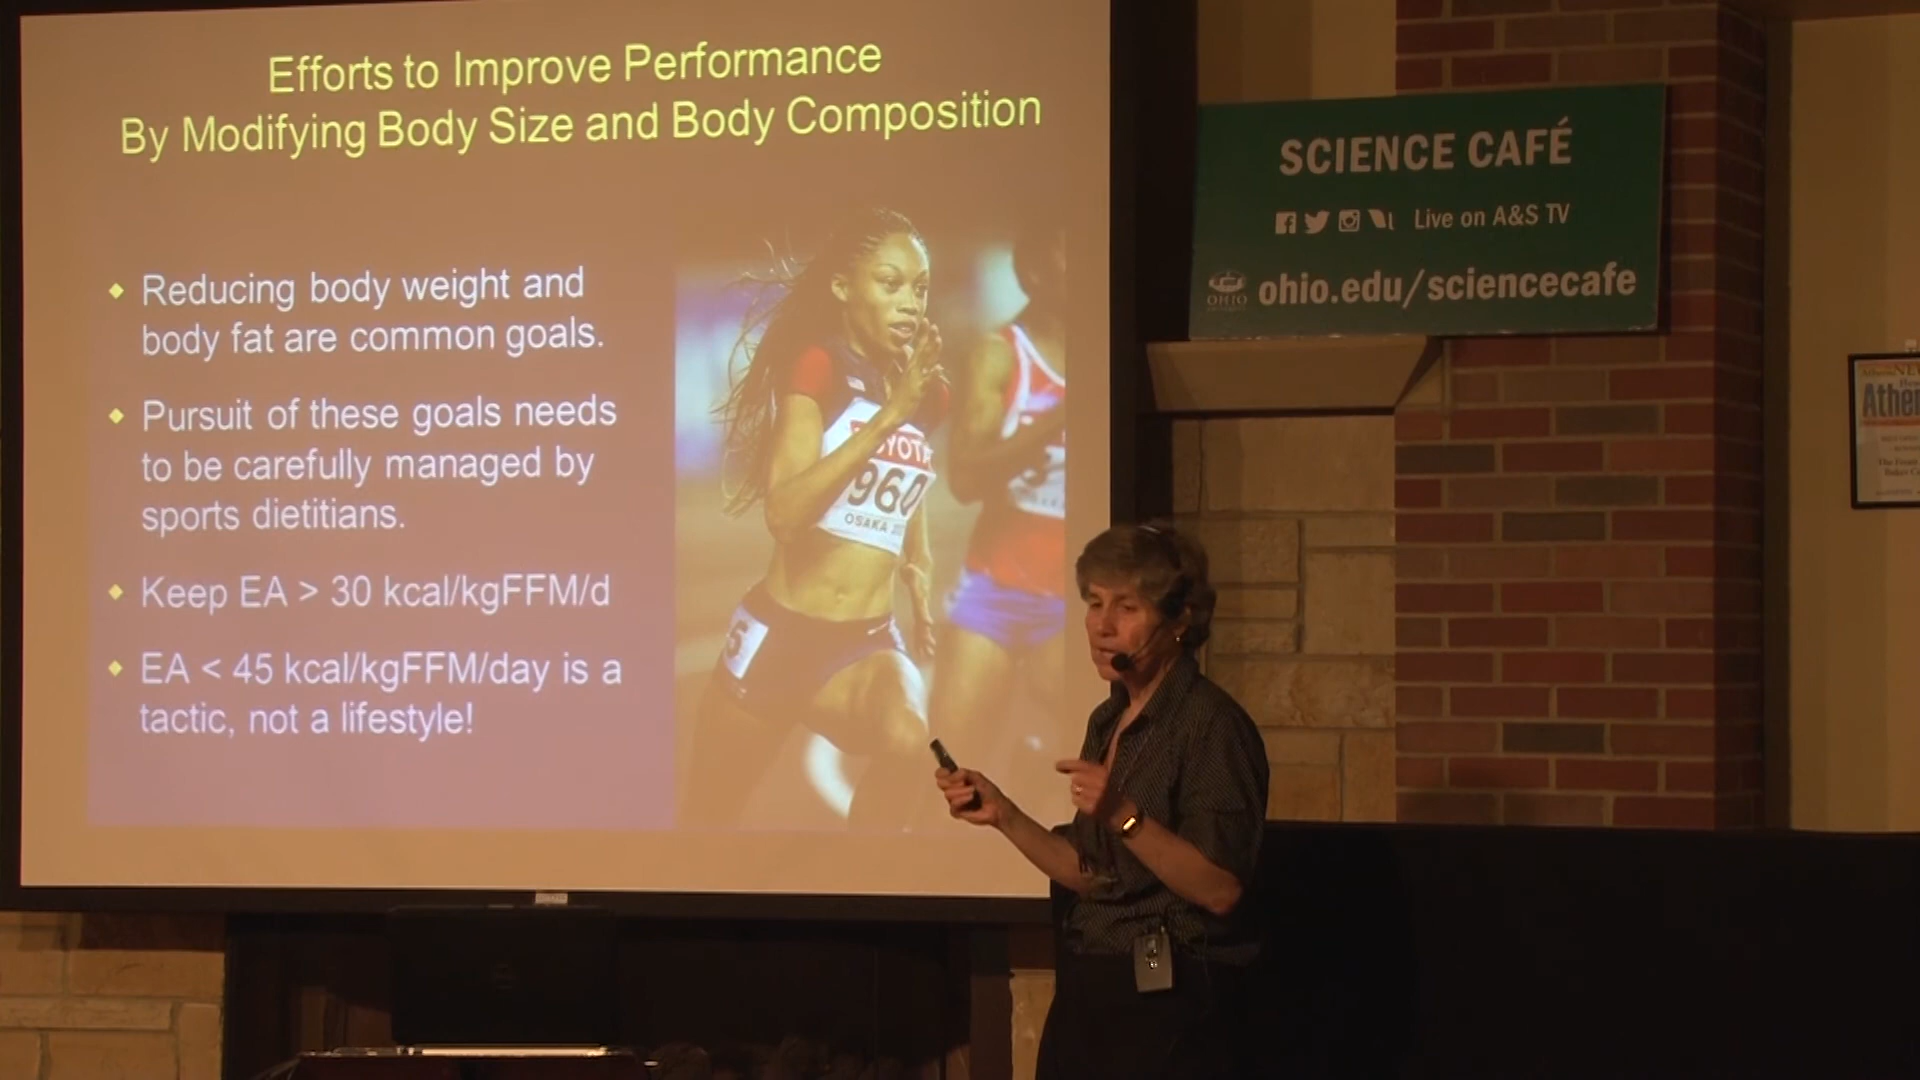 Efforts to Improve Performance
By Modifying Body Size and Body Composition
◆ Reducing body weight and
body fat are common goals.
◆ Pursuit of these goals needs
to be carefully managed by
sports dietitians.
◆ Keep EA > 30 kcal/kgFFM/d
◆ EA < 45 kcal/kgFFM/day is a
tactic, not a lifestyle!
TOYOTA
960
OSAKA
5
SCIENCE CAFÉ
Live on A&S TV
OHIO
ohio.edu/sciencecafe